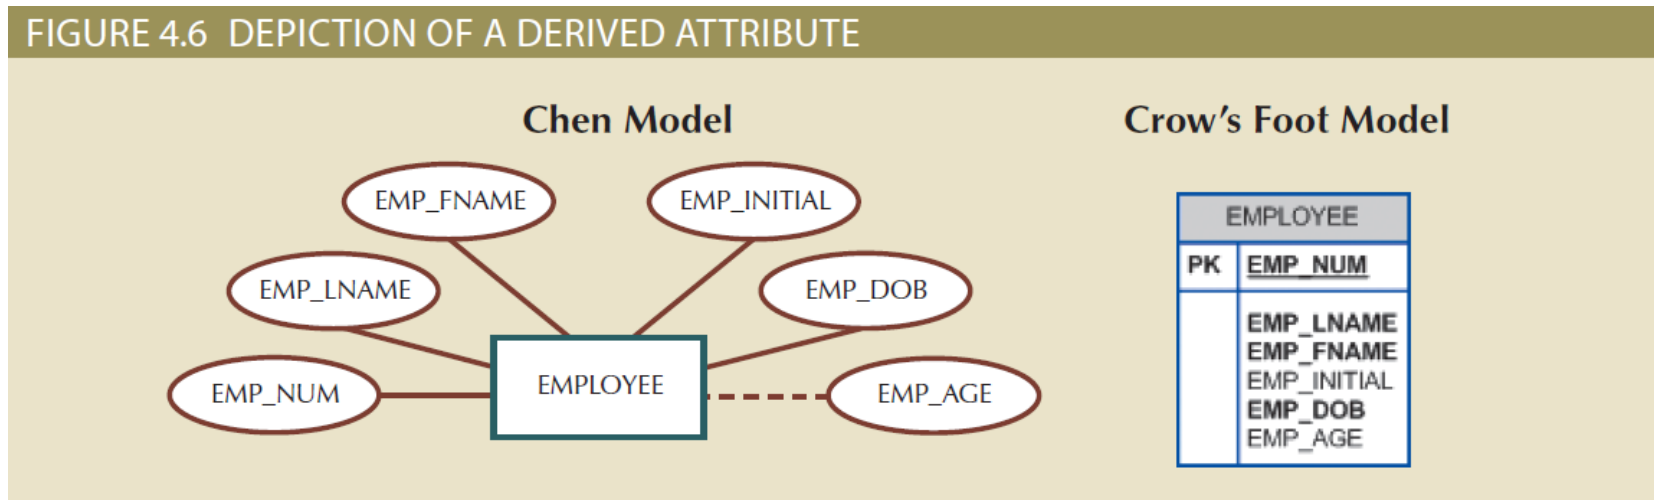 FIGURE 4.6 DEPICTION OF A DERIVED ATTRIBUTE
Chen Model
EMP_FNAME
EMP_INITIAL
EMP_LNAME
EMP_DOB
EMP_NUM
EMPLOYEE
EMP_AGE
Crow’s Foot Model
EMPLOYEE
PK EMP_NUM
EMP_LNAME
EMP_FNAME
EMP_INITIAL
EMP_DOB
EMP_AGE